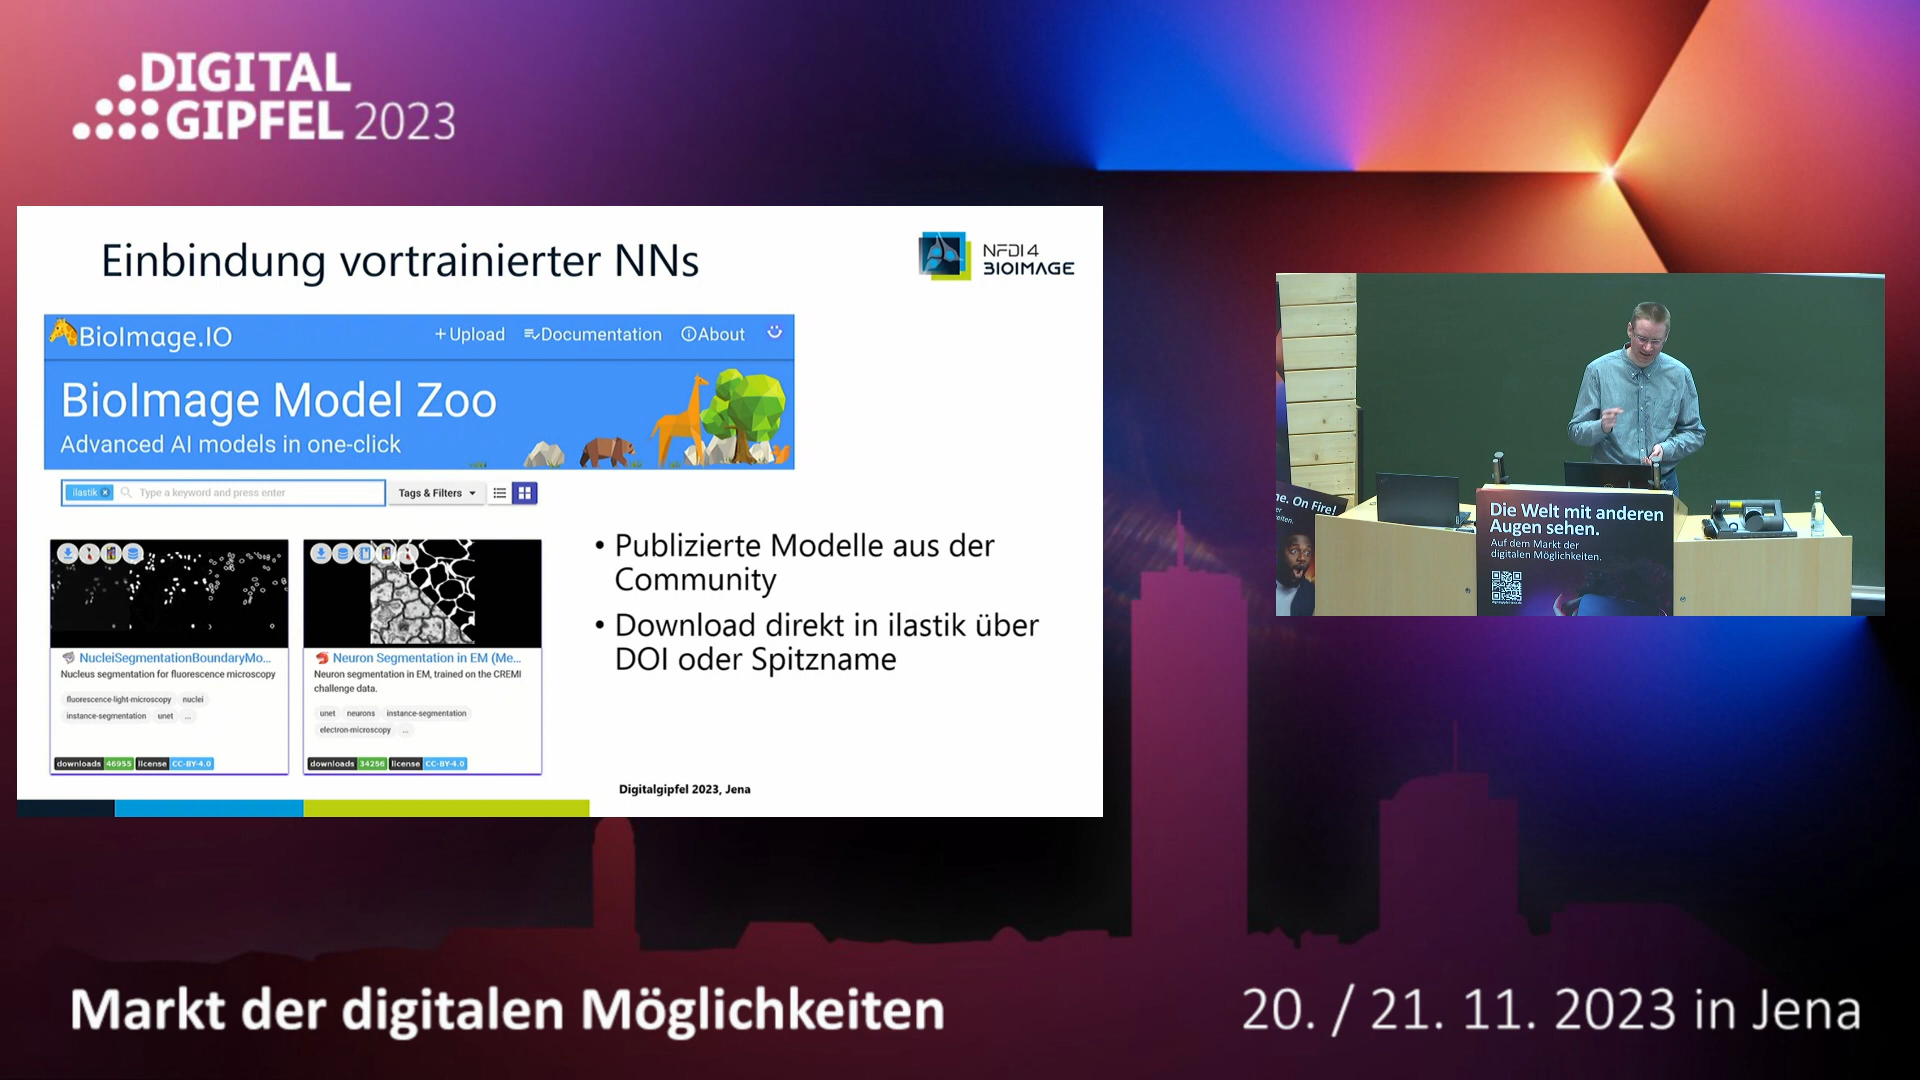 DIGITAL
GIPFEL 2023
Einbindung vortrainierter NNs
NFDI4
BIOIMAGE
BioImage.IO
+ Upload
Documentation
About
BioImage Model Zoo
Advanced AI models in one-click
ilastik
Type a keyword and press enter
Tags & Filters
NucleiSegmentationBoundaryMo...
Nucleus segmentation for fluorescence microscopy
fluorescence-light-microscopy nuclei
instance-segmentation unet ...
downloads 46955 license CC-BY-4.0
Neuron Segmentation in EM (Me...
Neuron segmentation in EM, trained on the CREMI
challenge data.
unet neurons instance-segmentation
electron-microscopy ...
downloads 34256 license CC-BY-4.0
• Publizierte Modelle aus der
Community
• Download direkt in ilastik über
DOI oder Spitzname
Digitalgipfel 2023, Jena
ne. On Fire!
Die Welt mit anderen
Augen sehen.
Auf dem Markt der
digitalen Möglichkeiten.
Markt der digitalen Möglichkeiten
20. / 21. 11. 2023 in Jena